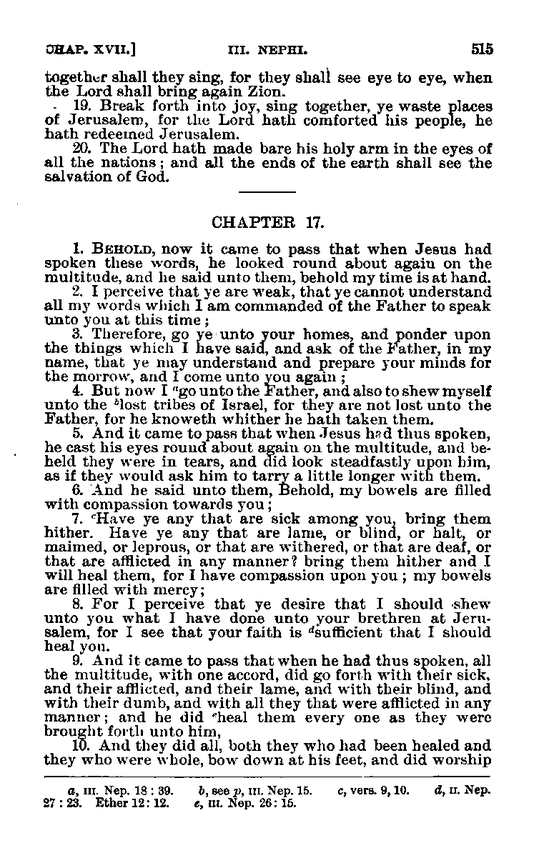 CHAP. XVII.] III. NEPHI. 515
together shall they sing, for they shall see eye to eye, when
the Lord shall bring again Zion.
19. Break forth into joy, sing together, ye waste places
of Jerusalem, for the Lord hath comforted his people, he
hath redeemed Jerusalem.
20. The Lord hath made bare his holy arm in the eyes of
all the nations; and all the ends of the earth shall see the
salvation of God.
CHAPTER 17.
1. BEHOLD, now it came to pass that when Jesus had
spoken these words, he looked round about again on the
multitude, and he said unto them, behold my time is at hand.
2. I perceive that ye are weak, that ye cannot understand
all my words which I am commanded of the Father to speak
unto you at this time;
3. Therefore, go ye unto your homes, and ponder upon
the things which I have said, and ask of the Father, in my
name, that ye may understand and prepare your minds for
the morrow, and I come unto you again;
4. But now I ᵃgo unto the Father, and also to shew myself
unto the ᵇlost tribes of Israel, for they are not lost unto the
Father, for he knoweth whither he hath taken them.
5. And it came to pass that when Jesus had thus spoken,
he cast his eyes round about again on the multitude, and be-
held they were in tears, and did look steadfastly upon him,
as if they would ask him to tarry a little longer with them.
6. And he said unto them, Behold, my bowels are filled
with compassion towards you;
7. ᶜHave ye any that are sick among you, bring them
hither. Have ye any that are lame, or blind, or halt, or
maimed, or leprous, or that are withered, or that are deaf, or
that are afflicted in any manner? bring them hither and I
will heal them, for I have compassion upon you; my bowels
are filled with mercy;
8. For I perceive that ye desire that I should shew
unto you what I have done unto your brethren at Jeru-
salem, for I see that your faith is ᵈsufficient that I should
heal you.
9. And it came to pass that when he had thus spoken, all
the multitude, with one accord, did go forth with their sick,
and their afflicted, and their lame, and with their blind, and
with their dumb, and with all they that were afflicted in any
manner; and he did ᵉheal them every one as they were
brought forth unto him,
10. And they did all, both they who had been healed and
they who were whole, bow down at his feet, and did worship
a, III. Nep. 18:39. b, see p, III. Nep. 15. c, vers. 9, 10. d, II. Nep.
27:23. Ether 12:12. e, III. Nep. 26:15.